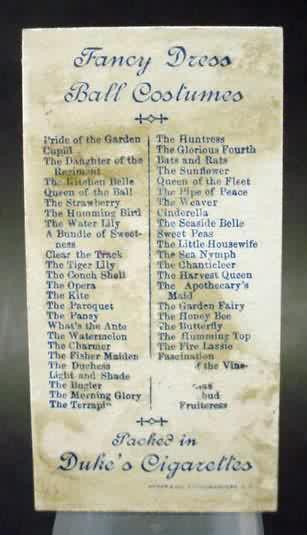 Fancy Dress
Ball Costumes
Pride of the Garden
Cupid
The Daughter of the
Regiment
The Kitchen Belle
Queen of the Ball
The Strawberry
The Humming Bird
The Water Lily
A Bundle of Sweet-
ness
Clear the Track
The Tiger Lily
The Conch Shell
The Opera
The Kite
The Paroquet
The Pansy
What's the Ante
The Watermelon
The Charmer
The Fisher Maiden
The Duchess
Light and Shade
The Bugler
The Morning Glory
The Terrapin
The Huntress
The Glorious Fourth
Bats and Rats
The Sunflower
Queen of the Fleet
The Pipe of Peace
The Weaver
Cinderella
The Seaside Belle
Sweet Peas
The Little Housewife
The Sea Nymph
The Chanticleer
The Harvest Queen
The Apothecary's
Maid
The Garden Fairy
The Honey Bee
The Butterfly
The Humming Top
The Fire Lassie
Fascination
of the Vine-
bud
Fruiteress
Packed in
Duke's Cigarettes